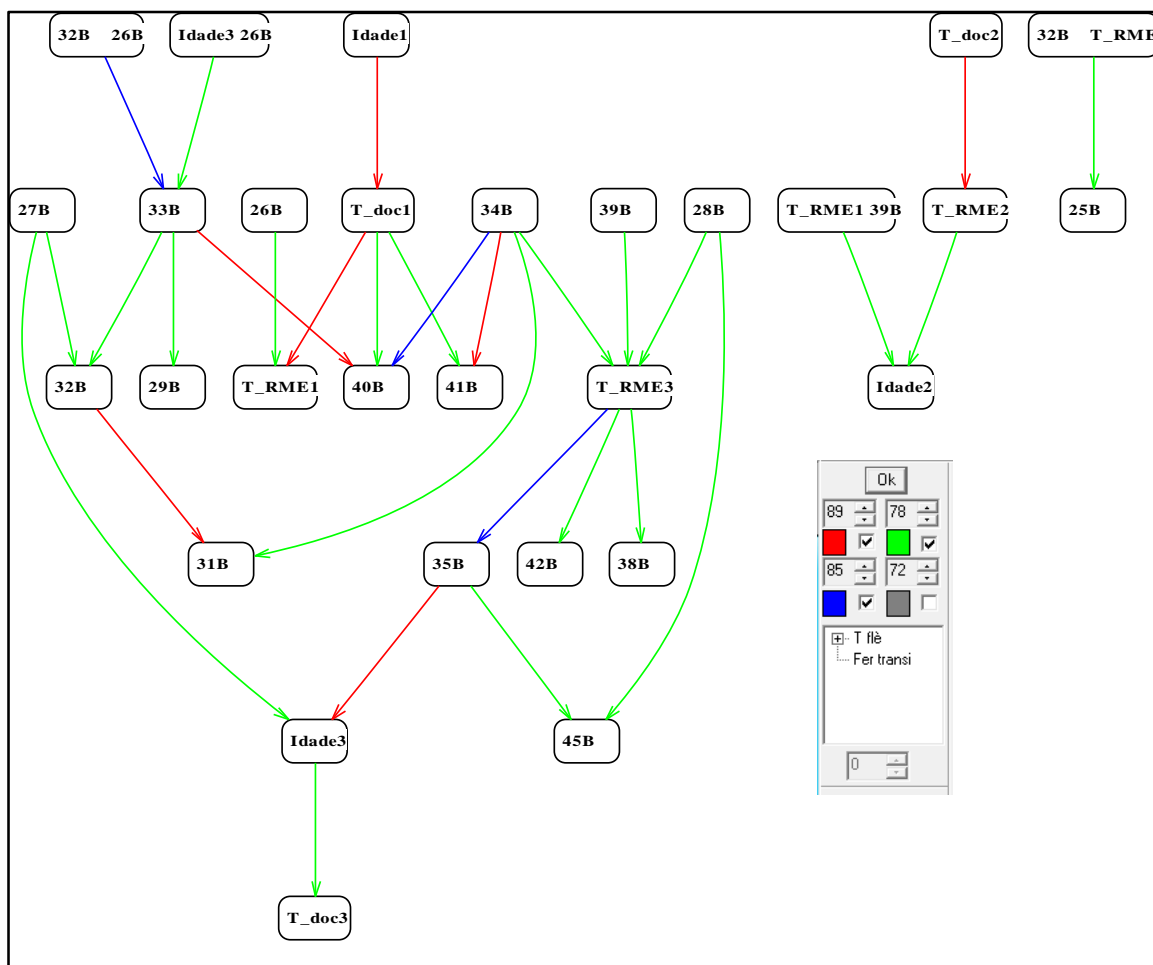 32B 26B
Idade3 26B
Idade1
T_doc2
32B T_RME
27B
33B
26B
T_doc1
34B
39B
28B
T_RME1 39B
T_RME2
25B
32B
29B
T_RME1
40B
41B
T_RME3
Idade2
Ok
89 78
85 72
T flè
Fer transi
0
31B
35B
42B
38B
Idade3
45B
T_doc3